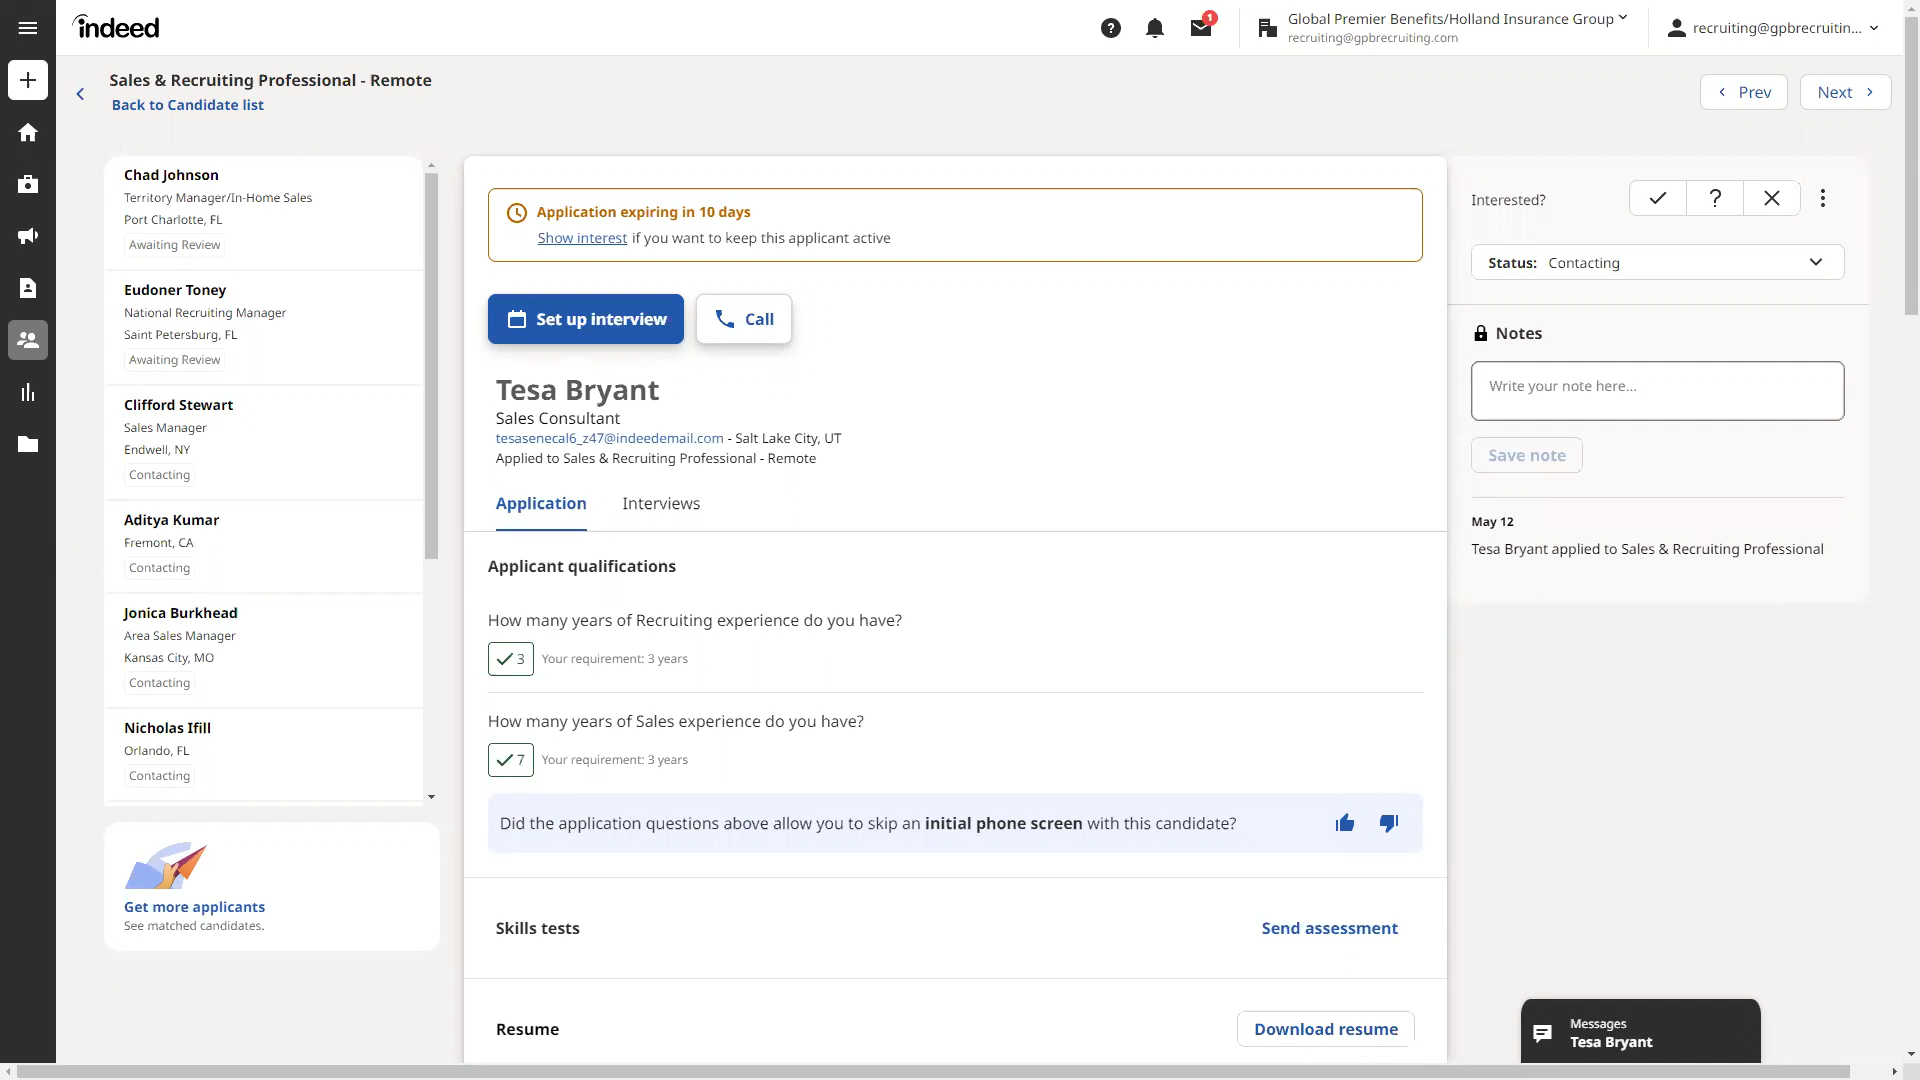 indeed
1
Global Premier Benefits/Holland Insurance Group
recruiting@gpbrecruiting.com
recruiting@gpbrecruitin...
Sales & Recruiting Professional - Remote
Back to Candidate list
Prev
Next
Chad Johnson
Territory Manager/In-Home Sales
Port Charlotte, FL
Awaiting Review
Eudoner Toney
National Recruiting Manager
Saint Petersburg, FL
Awaiting Review
Clifford Stewart
Sales Manager
Endwell, NY
Contacting
Aditya Kumar
Fremont, CA
Contacting
Jonica Burkhead
Area Sales Manager
Kansas City, MO
Contacting
Nicholas Ifill
Orlando, FL
Contacting
Get more applicants
See matched candidates.
Application expiring in 10 days
Show interest if you want to keep this applicant active
Set up interview
Call
Tesa Bryant
Sales Consultant
tesasenecal6_z47@indeedemail.com - Salt Lake City, UT
Applied to Sales & Recruiting Professional - Remote
Application
Interviews
Applicant qualifications
How many years of Recruiting experience do you have?
3 Your requirement: 3 years
How many years of Sales experience do you have?
7 Your requirement: 3 years
Did the application questions above allow you to skip an initial phone screen with this candidate?
Skills tests
Send assessment
Resume
Download resume
Interested?
Status: Contacting
Notes
Write your note here...
Save note
May 12
Tesa Bryant applied to Sales & Recruiting Professional
Messages
Tesa Bryant